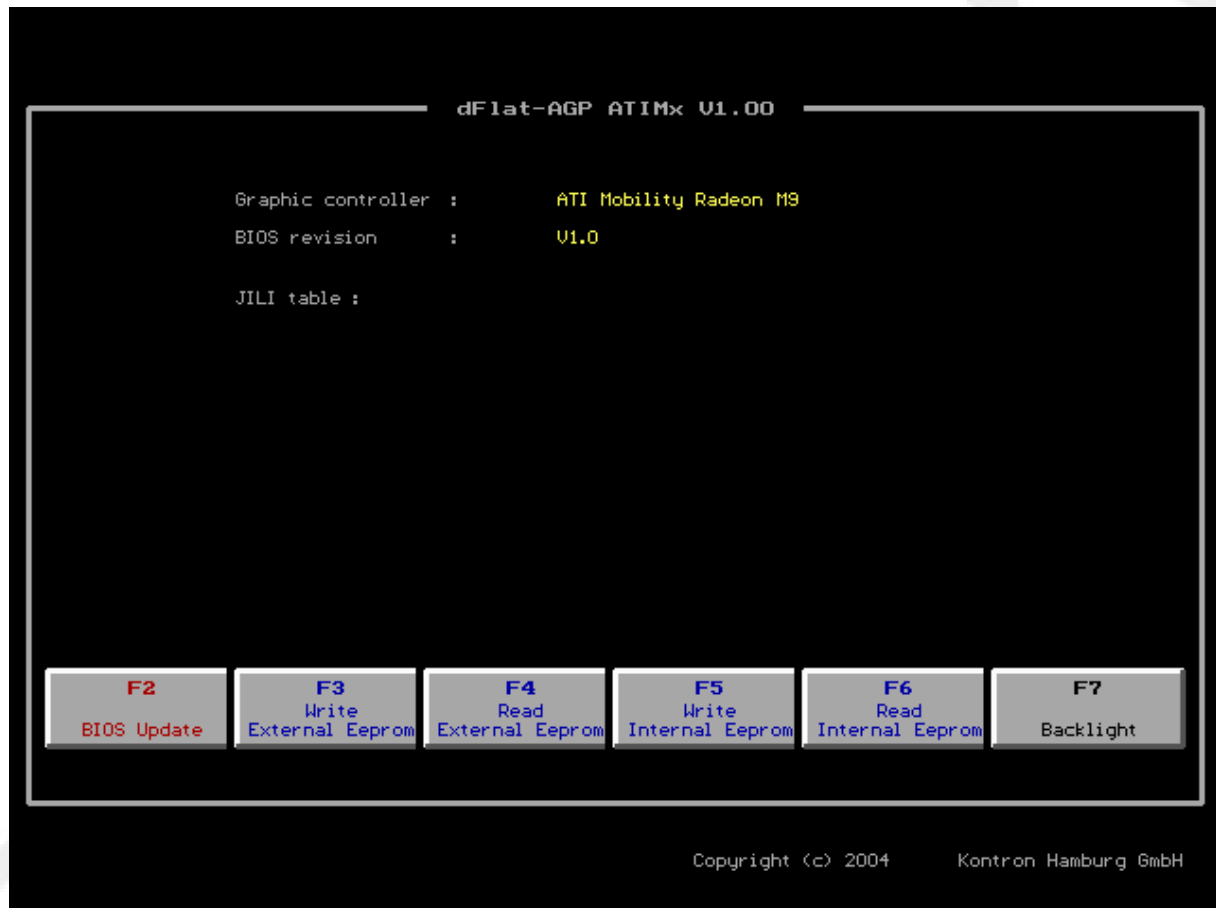 dFlat-AGP ATIMx V1.00
Graphic controller : ATI Mobility Radeon M9
BIOS revision : V1.0
JILI table :
F2
BIOS Update
F3
Write
External Eeprom
F4
Read
External Eeprom
F5
Write
Internal Eeprom
F6
Read
Internal Eeprom
F7
Backlight
Copyright (c) 2004 Kontron Hamburg GmbH